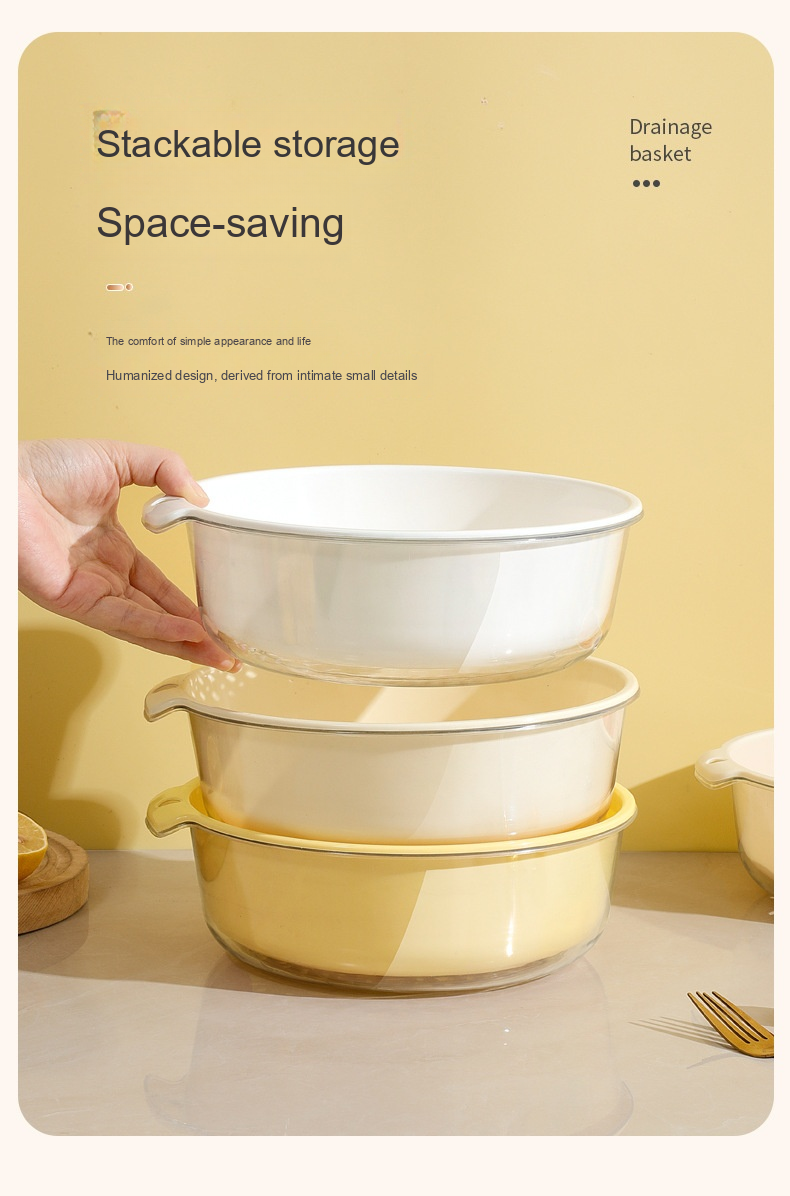 Stackable storage
Space-saving
Drainage
basket
The comfort of simple appearance and life
Humanized design, derived from intimate small details